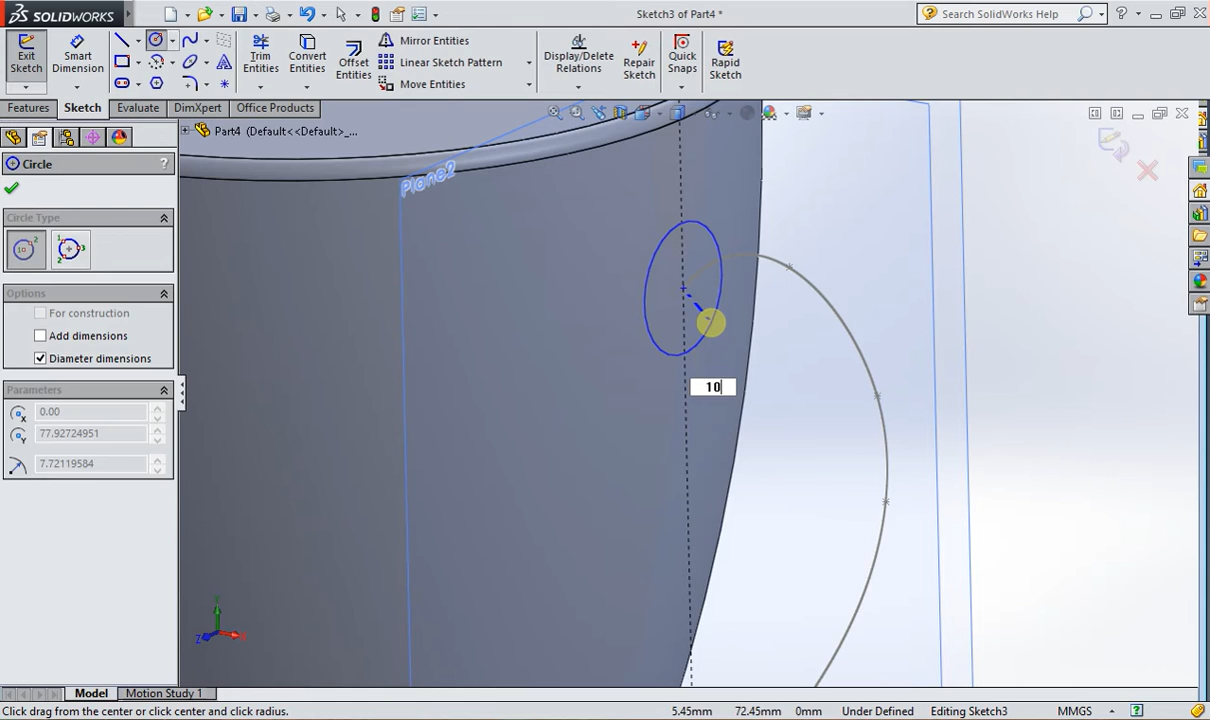 SOLIDWORKS
Sketch3 of Part4 *
Search SolidWorks Help
Exit Sketch
Smart Dimension
Trim Entities
Convert Entities
Offset Entities
Mirror Entities
Linear Sketch Pattern
Move Entities
Display/Delete Relations
Repair Sketch
Quick Snaps
Rapid Sketch
Features
Sketch
Evaluate
DimXpert
Office Products
Part4 (Default<<Default>_...
Circle
?
Circle Type
Options
For construction
Add dimensions
Diameter dimensions
Parameters
0.00
77.92724951
7.72119584
Plane2
10
Y
X
Z
Model
Motion Study 1
Click drag from the center or click center and click radius.
5.45mm
72.45mm
0mm
Under Defined
Editing Sketch3
MMGS
?